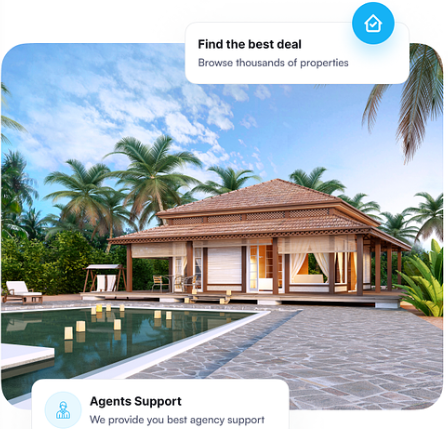 Find the best deal
Browse thousands of properties
Agents Support
We provide you best agency support